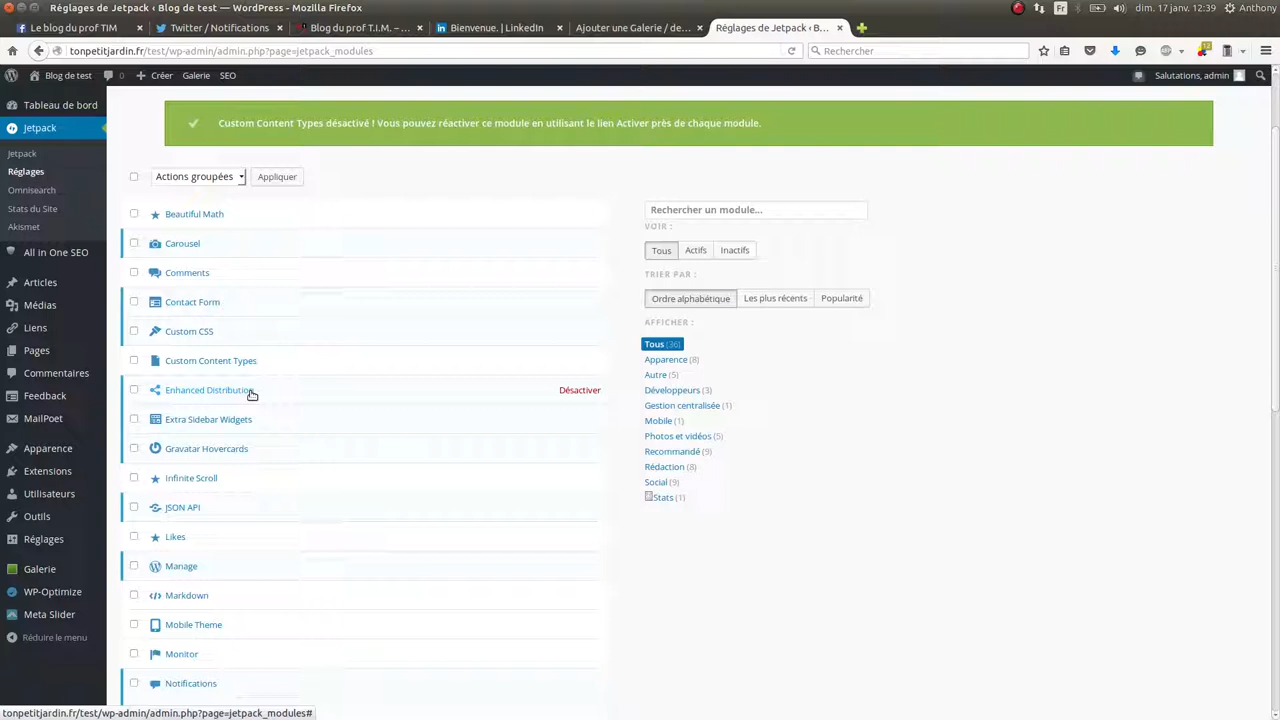 Réglages de Jetpack ‹ Blog de test — WordPress - Mozilla Firefox
Fr
dim. 17 janv. 12:39
Anthony
Le blog du prof TIM
Twitter / Notifications
Blog du prof T.I.M. – ...
Bienvenue. | LinkedIn
Ajouter une Galerie / de...
Réglages de Jetpack ‹ B...
tonpetitjardin.fr/test/wp-admin/admin.php?page=jetpack_modules
Rechercher
Blog de test
0
Créer
Galerie
SEO
Salutations, admin
Tableau de bord
Jetpack
Jetpack
Réglages
Omnisearch
Stats du Site
Akismet
All In One SEO
Articles
Médias
Liens
Pages
Commentaires
Feedback
MailPoet
Apparence
Extensions
Utilisateurs
Outils
Réglages
Galerie
WP-Optimize
Meta Slider
Réduire le menu
Custom Content Types désactivé ! Vous pouvez réactiver ce module en utilisant le lien Activer près de chaque module.
Actions groupées
Appliquer
Beautiful Math
Carousel
Comments
Contact Form
Custom CSS
Custom Content Types
Enhanced Distribution
Désactiver
Extra Sidebar Widgets
Gravatar Hovercards
Infinite Scroll
JSON API
Likes
Manage
Markdown
Mobile Theme
Monitor
Notifications
Rechercher un module...
VOIR :
Tous
Actifs
Inactifs
TRIER PAR :
Ordre alphabétique
Les plus récents
Popularité
AFFICHER :
Tous (36)
Apparence (8)
Autre (5)
Développeurs (3)
Gestion centralisée (1)
Mobile (1)
Photos et vidéos (5)
Recommandé (9)
Rédaction (8)
Social (9)
Stats (1)
tonpetitjardin.fr/test/wp-admin/admin.php?page=jetpack_modules#